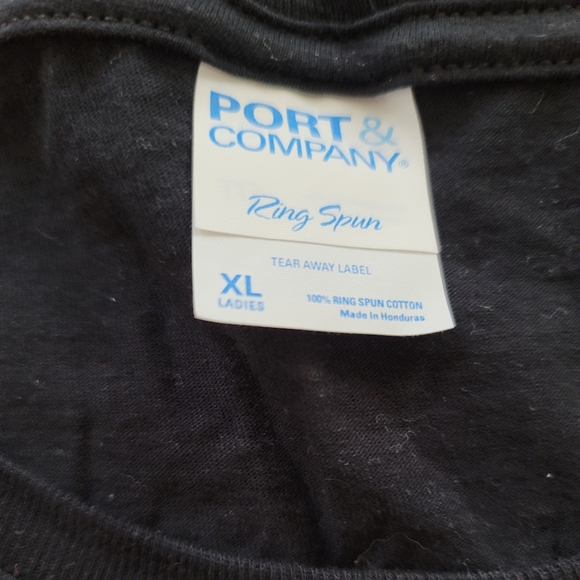 PORT &
COMPANY®
Ring Spun
TEAR AWAY LABEL
XL
LADIES
100% RING SPUN COTTON
Made in Honduras